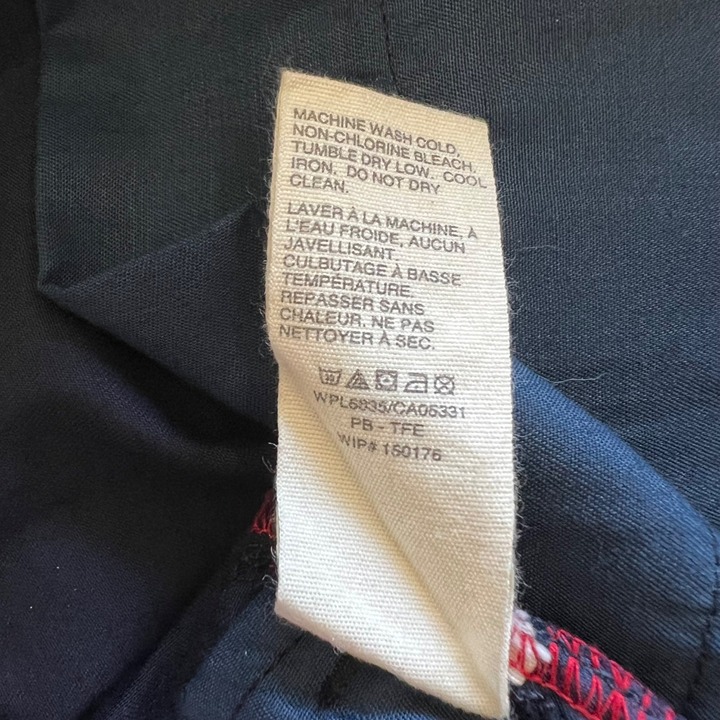 MACHINE WASH COLD,
NON-CHLORINE BLEACH,
TUMBLE DRY LOW. COOL
IRON. DO NOT DRY
CLEAN.
LAVER À LA MACHINE, À
L'EAU FROIDE, AUCUN
JAVELLISANT,
CULBUTAGE À BASSE
TEMPÉRATURE.
REPASSER SANS
CHALEUR. NE PAS
NETTOYER À SEC.
WPL5835/CA05331
PB - TFE
WIP# 150176